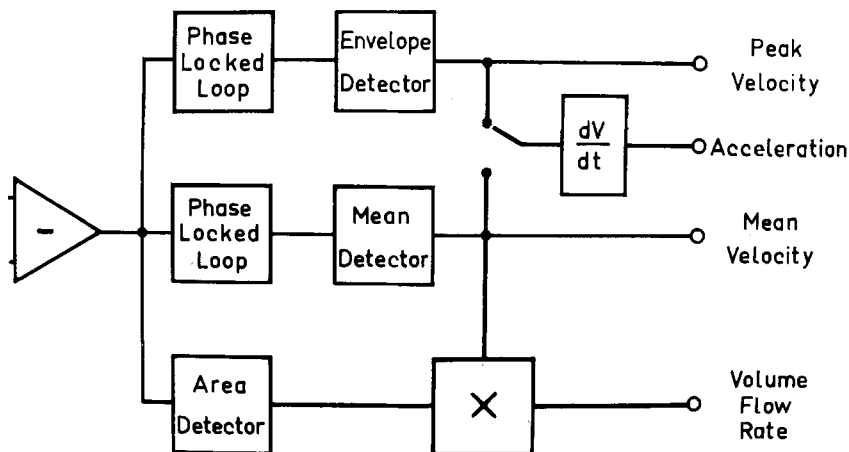 Phase
Locked
Loop
Envelope
Detector
Peak
Velocity
dV
dt
Acceleration
-
Phase
Locked
Loop
Mean
Detector
Mean
Velocity
Area
Detector
×
Volume
Flow
Rate